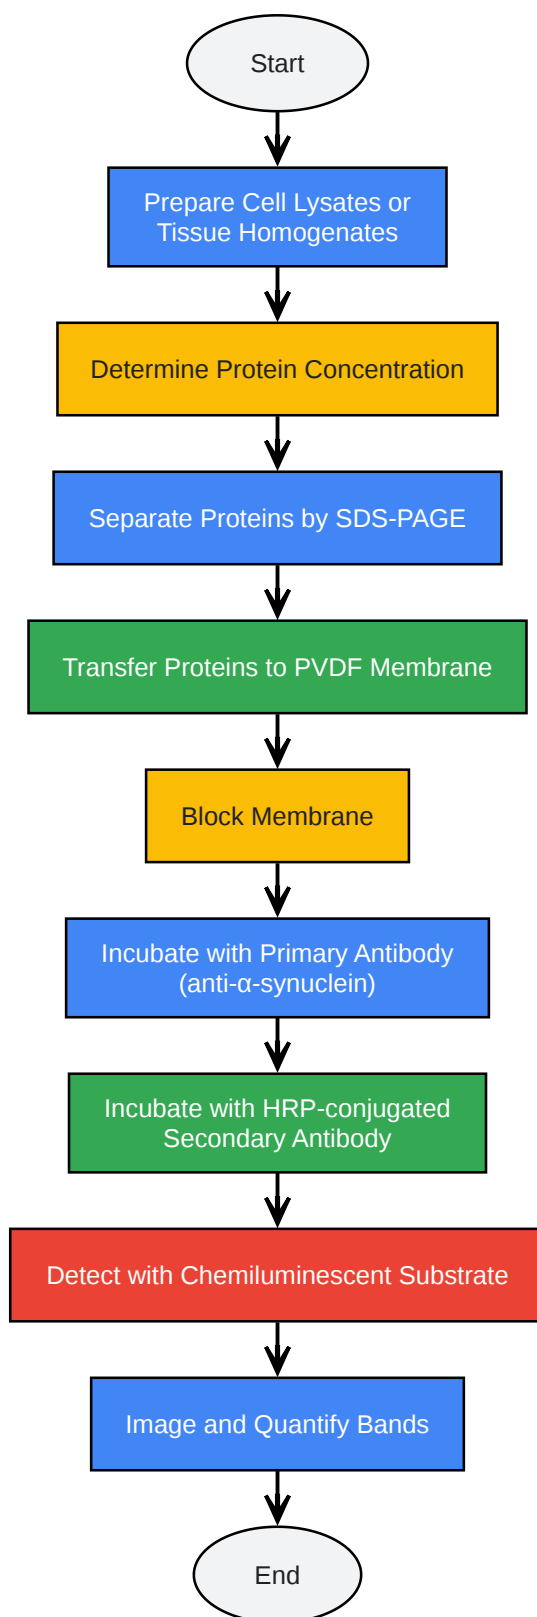 Start
Prepare Cell Lysates or
Tissue Homogenates
Determine Protein Concentration
Separate Proteins by SDS-PAGE
Transfer Proteins to PVDF Membrane
Block Membrane
Incubate with Primary Antibody
(anti-α-synuclein)
Incubate with HRP-conjugated
Secondary Antibody
Detect with Chemiluminescent Substrate
Image and Quantify Bands
End